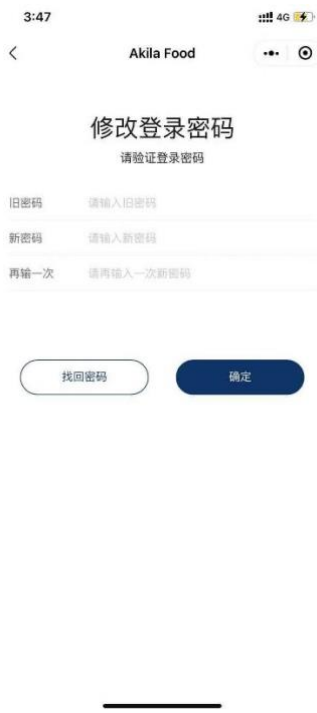 3:47 4G
Akila Food
修改登录密码
请验证登录密码
旧密码 请输入旧密码
新密码 请输入新密码
再输一次 请再输入一次新密码
找回密码 确定